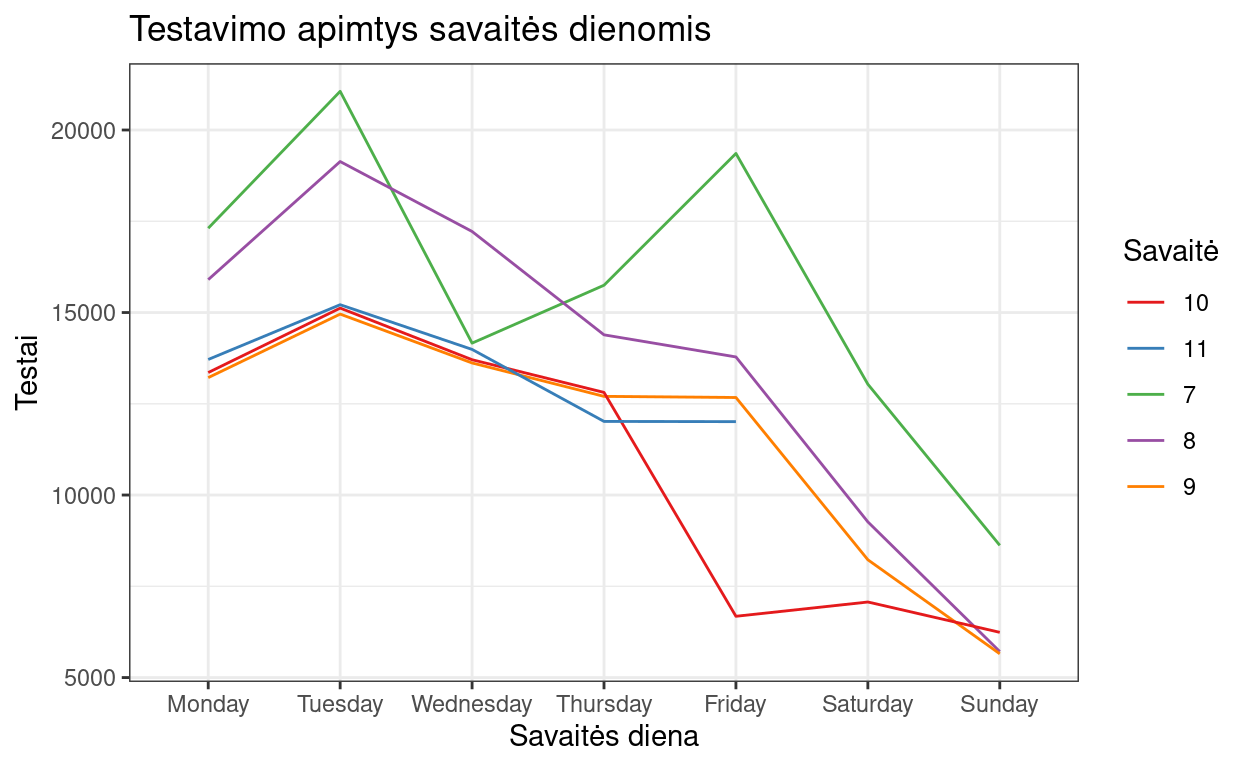 Testavimo apimtys savaitės dienomis
Testai
20000
15000
10000
5000
Monday Tuesday Wednesday Thursday Friday Saturday Sunday
Savaitės diena
Savaitė
10
11
7
8
9